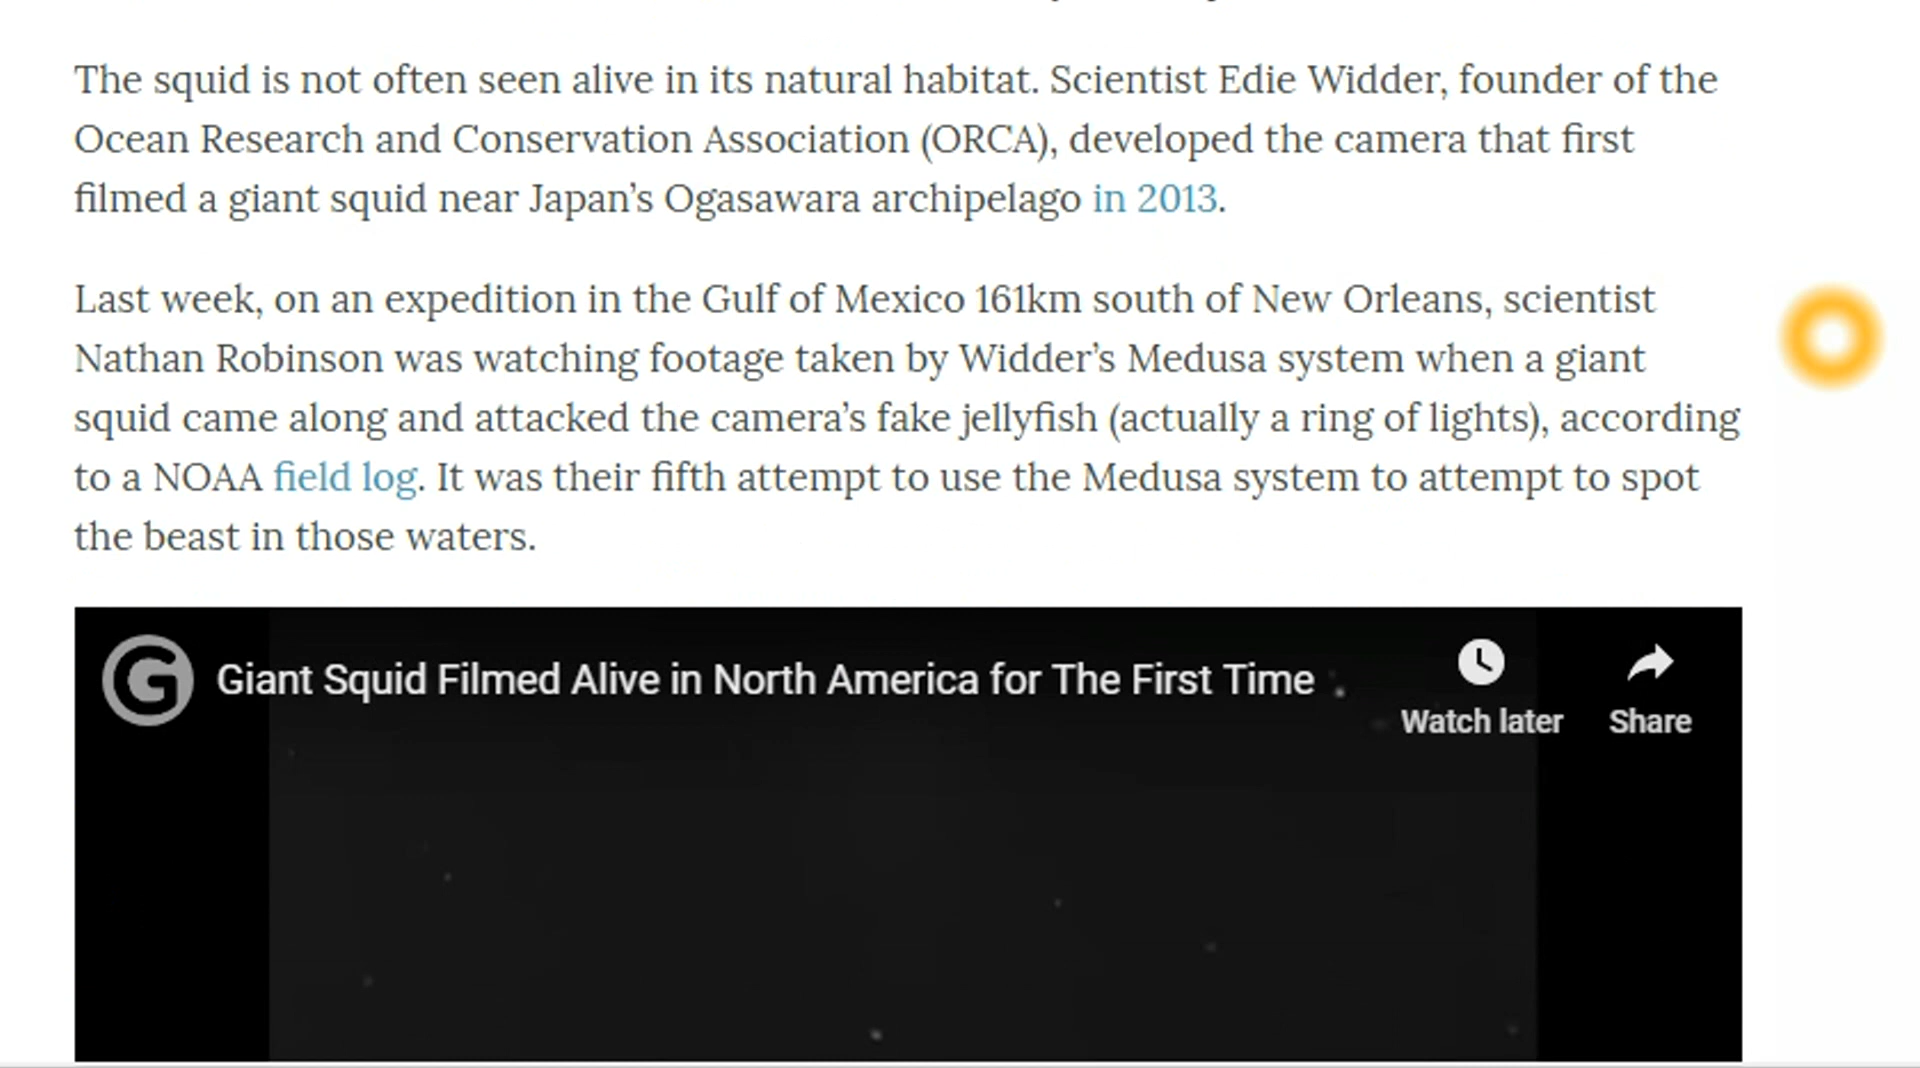 The squid is not often seen alive in its natural habitat. Scientist Edie Widder, founder of the
Ocean Research and Conservation Association (ORCA), developed the camera that first
filmed a giant squid near Japan’s Ogasawara archipelago in 2013.
Last week, on an expedition in the Gulf of Mexico 161km south of New Orleans, scientist
Nathan Robinson was watching footage taken by Widder’s Medusa system when a giant
squid came along and attacked the camera’s fake jellyfish (actually a ring of lights), according
to a NOAA field log. It was their fifth attempt to use the Medusa system to attempt to spot
the beast in those waters.
G Giant Squid Filmed Alive in North America for The First Time
Watch later Share